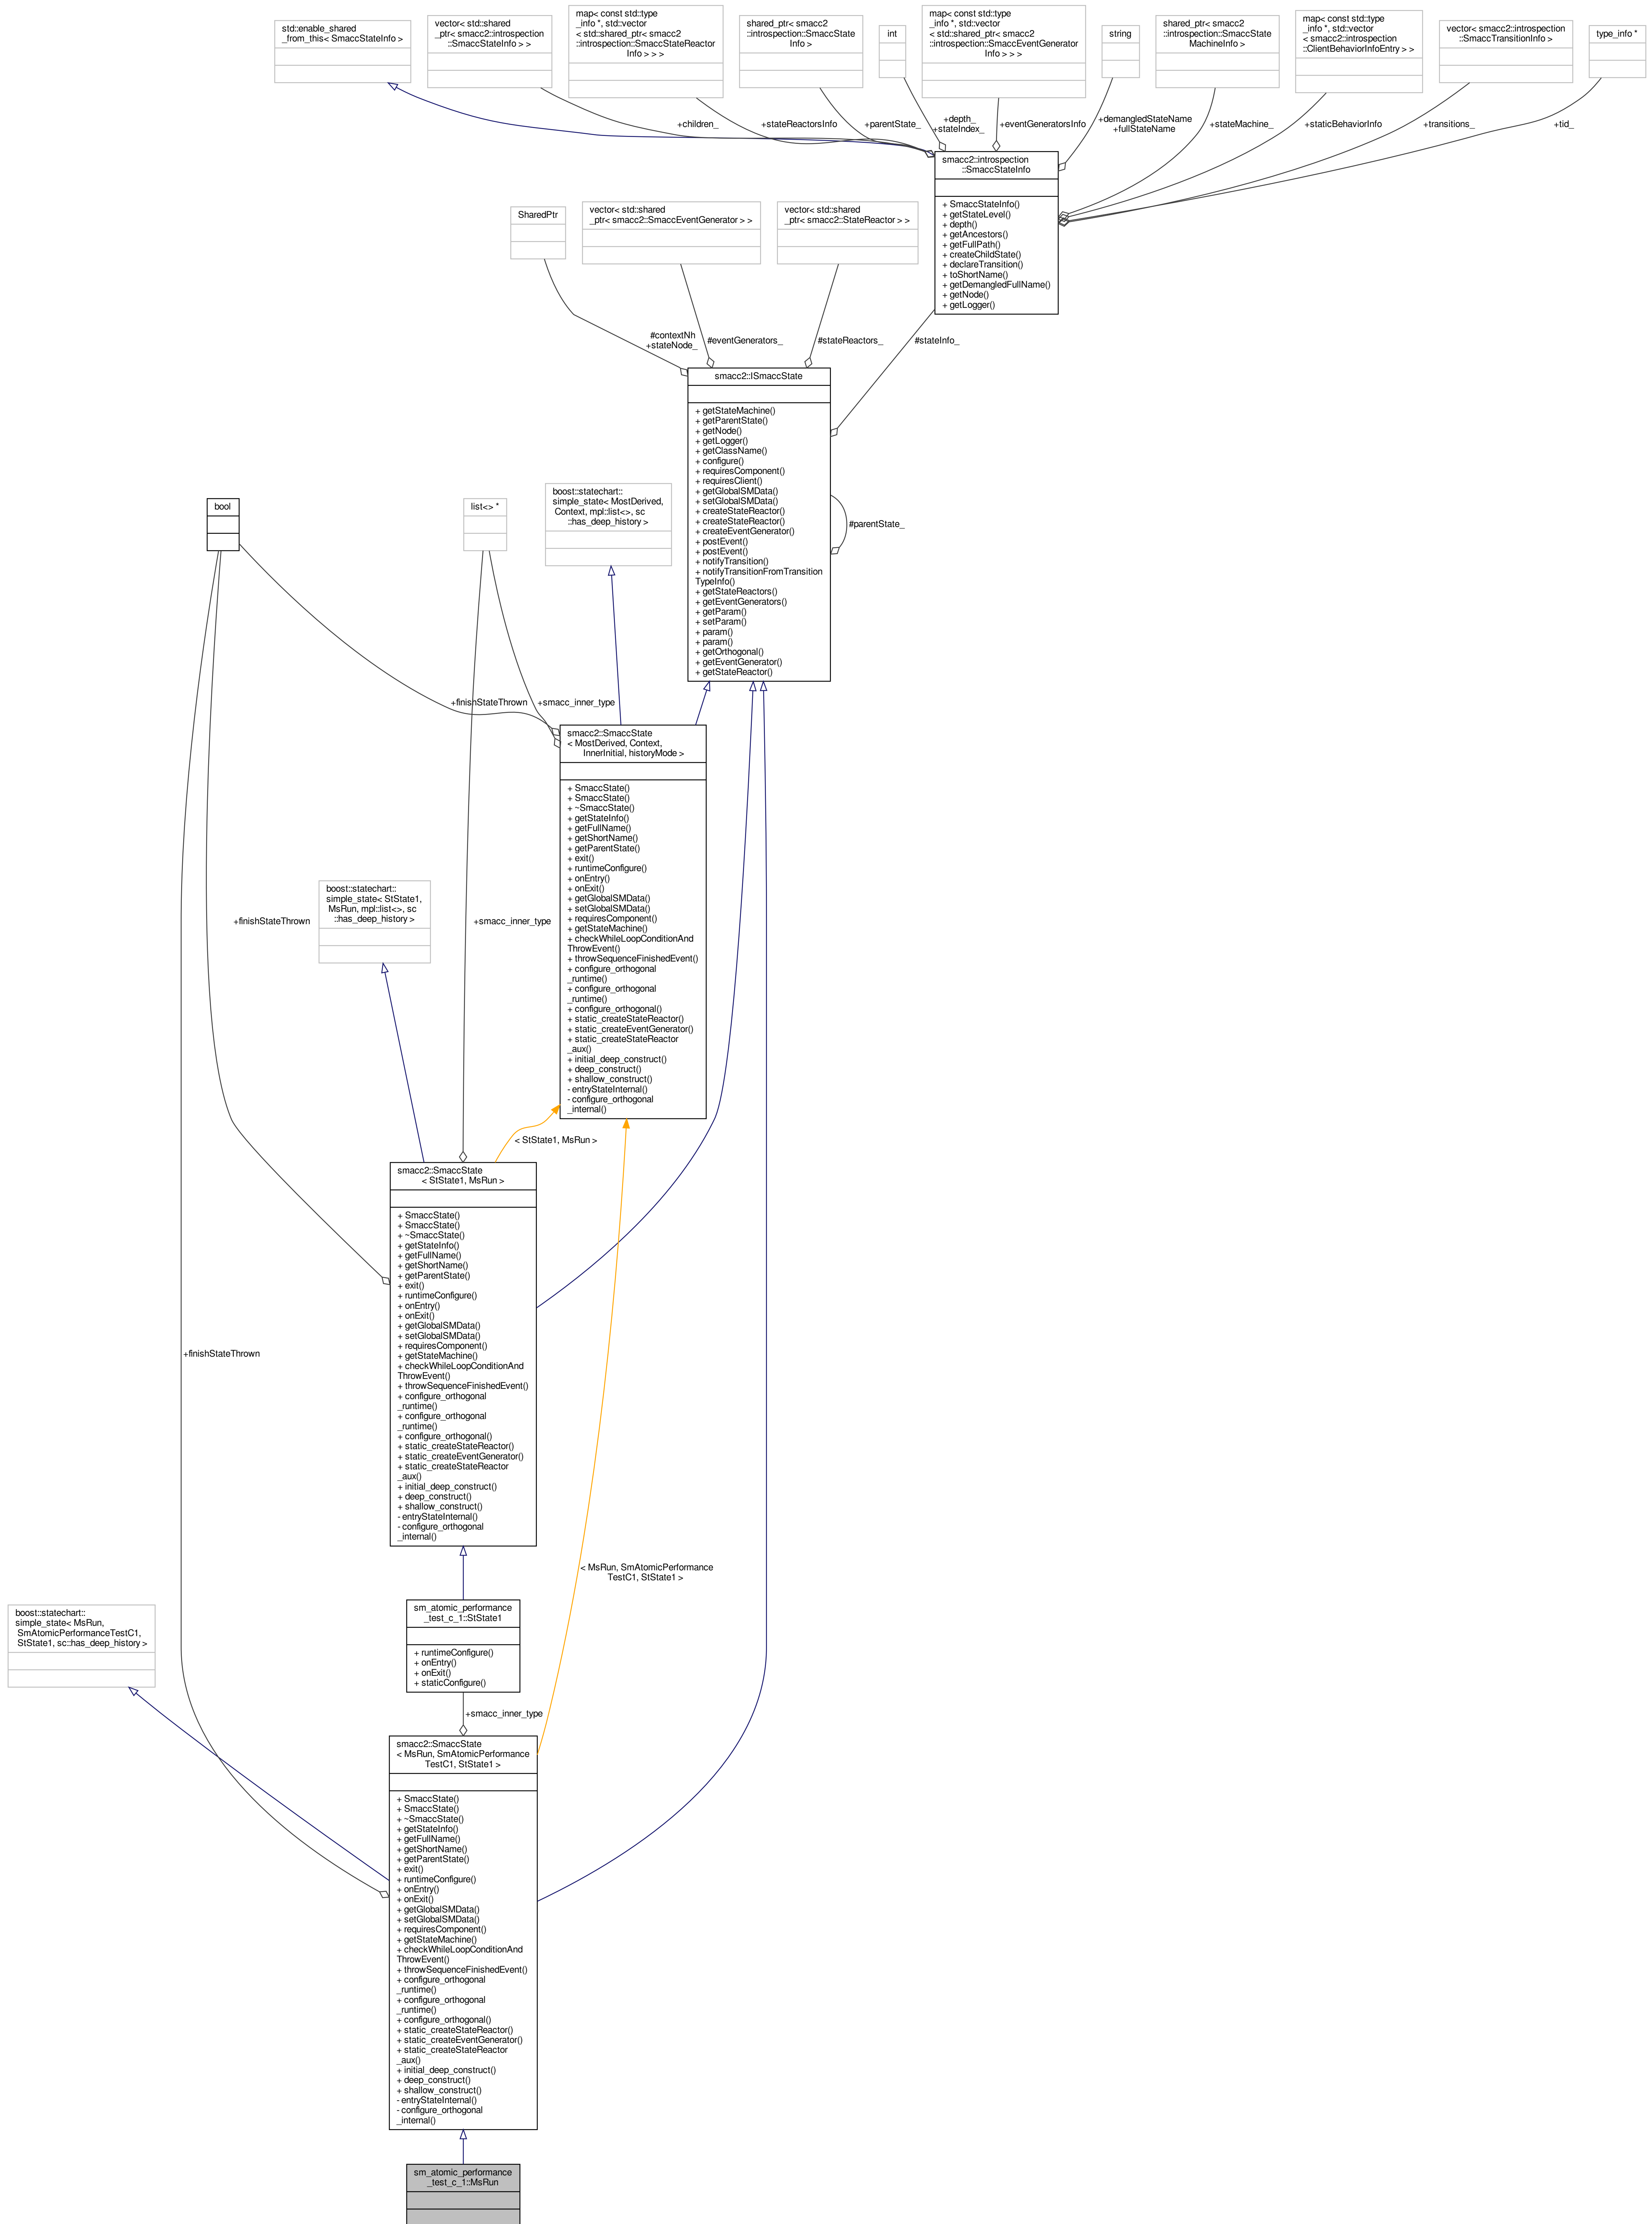 std::enable_shared
_from_this< SmaccStateInfo >
vector< std::shared
_ptr< smacc2::introspection
::SmaccStateInfo > >
map< const std::type
_info *, std::vector
< std::shared_ptr< smacc2
::introspection::SmaccStateReactor
Info > > >
shared_ptr< smacc2
::introspection::SmaccState
Info >
int
map< const std::type
_info *, std::vector
< std::shared_ptr< smacc2
::introspection::SmaccEventGenerator
Info > > >
string
shared_ptr< smacc2
::introspection::SmaccState
MachineInfo >
map< const std::type
_info *, std::vector
< smacc2::introspection
::ClientBehaviorInfoEntry > >
vector< smacc2::introspection
::SmaccTransitionInfo >
type_info *
+children_
+stateReactorsInfo
+parentState_
+depth_
+stateIndex_
+eventGeneratorsInfo
+demangledStateName
+fullStateName
+stateMachine_
+staticBehaviorInfo
+transitions_
+tid_
smacc2::introspection
::SmaccStateInfo
+ SmaccStateInfo()
+ getStateLevel()
+ depth()
+ getAncestors()
+ getFullPath()
+ createChildState()
+ declareTransition()
+ toShortName()
+ getDemangledFullName()
+ getNode()
+ getLogger()
SharedPtr
vector< std::shared
_ptr< smacc2::SmaccEventGenerator > >
vector< std::shared
_ptr< smacc2::StateReactor > >
#contextNh
+stateNode_
#eventGenerators_
#stateReactors_
#stateInfo_
smacc2::ISmaccState
+ getStateMachine()
+ getParentState()
+ getNode()
+ getLogger()
+ getClassName()
+ configure()
+ requiresComponent()
+ requiresClient()
+ getGlobalSMData()
+ setGlobalSMData()
+ createStateReactor()
+ createStateReactor()
+ createEventGenerator()
+ postEvent()
+ postEvent()
+ notifyTransition()
+ notifyTransitionFromTransition
TypeInfo()
+ getStateReactors()
+ getEventGenerators()
+ getParam()
+ setParam()
+ param()
+ param()
+ getOrthogonal()
+ getEventGenerator()
+ getStateReactor()
#parentState_
bool
list<> *
boost::statechart::
simple_state< MostDerived,
Context, mpl::list<>, sc
::has_deep_history >
+finishStateThrown
+smacc_inner_type
smacc2::SmaccState
< MostDerived, Context,
InnerInitial, historyMode >
+ SmaccState()
+ SmaccState()
+ ~SmaccState()
+ getStateInfo()
+ getFullName()
+ getShortName()
+ getParentState()
+ exit()
+ runtimeConfigure()
+ onEntry()
+ onExit()
+ getGlobalSMData()
+ setGlobalSMData()
+ requiresComponent()
+ getStateMachine()
+ checkWhileLoopConditionAnd
ThrowEvent()
+ throwSequenceFinishedEvent()
+ configure_orthogonal
_runtime()
+ configure_orthogonal
_runtime()
+ configure_orthogonal()
+ static_createStateReactor()
+ static_createEventGenerator()
+ static_createStateReactor
_aux()
+ initial_deep_construct()
+ deep_construct()
+ shallow_construct()
- entryStateInternal()
- configure_orthogonal
_internal()
boost::statechart::
simple_state< StState1,
MsRun, mpl::list<>, sc
::has_deep_history >
+finishStateThrown
+smacc_inner_type
< StState1, MsRun >
smacc2::SmaccState
< StState1, MsRun >
+ SmaccState()
+ SmaccState()
+ ~SmaccState()
+ getStateInfo()
+ getFullName()
+ getShortName()
+ getParentState()
+ exit()
+ runtimeConfigure()
+ onEntry()
+ onExit()
+ getGlobalSMData()
+ setGlobalSMData()
+ requiresComponent()
+ getStateMachine()
+ checkWhileLoopConditionAnd
ThrowEvent()
+ throwSequenceFinishedEvent()
+ configure_orthogonal
_runtime()
+ configure_orthogonal
_runtime()
+ configure_orthogonal()
+ static_createStateReactor()
+ static_createEventGenerator()
+ static_createStateReactor
_aux()
+ initial_deep_construct()
+ deep_construct()
+ shallow_construct()
- entryStateInternal()
- configure_orthogonal
_internal()
+finishStateThrown
< MsRun, SmAtomicPerformance
TestC1, StState1 >
boost::statechart::
simple_state< MsRun,
SmAtomicPerformanceTestC1,
StState1, sc::has_deep_history >
sm_atomic_performance
_test_c_1::StState1
+ runtimeConfigure()
+ onEntry()
+ onExit()
+ staticConfigure()
+smacc_inner_type
smacc2::SmaccState
< MsRun, SmAtomicPerformance
TestC1, StState1 >
+ SmaccState()
+ SmaccState()
+ ~SmaccState()
+ getStateInfo()
+ getFullName()
+ getShortName()
+ getParentState()
+ exit()
+ runtimeConfigure()
+ onEntry()
+ onExit()
+ getGlobalSMData()
+ setGlobalSMData()
+ requiresComponent()
+ getStateMachine()
+ checkWhileLoopConditionAnd
ThrowEvent()
+ throwSequenceFinishedEvent()
+ configure_orthogonal
_runtime()
+ configure_orthogonal
_runtime()
+ configure_orthogonal()
+ static_createStateReactor()
+ static_createEventGenerator()
+ static_createStateReactor
_aux()
+ initial_deep_construct()
+ deep_construct()
+ shallow_construct()
- entryStateInternal()
- configure_orthogonal
_internal()
sm_atomic_performance
_test_c_1::MsRun